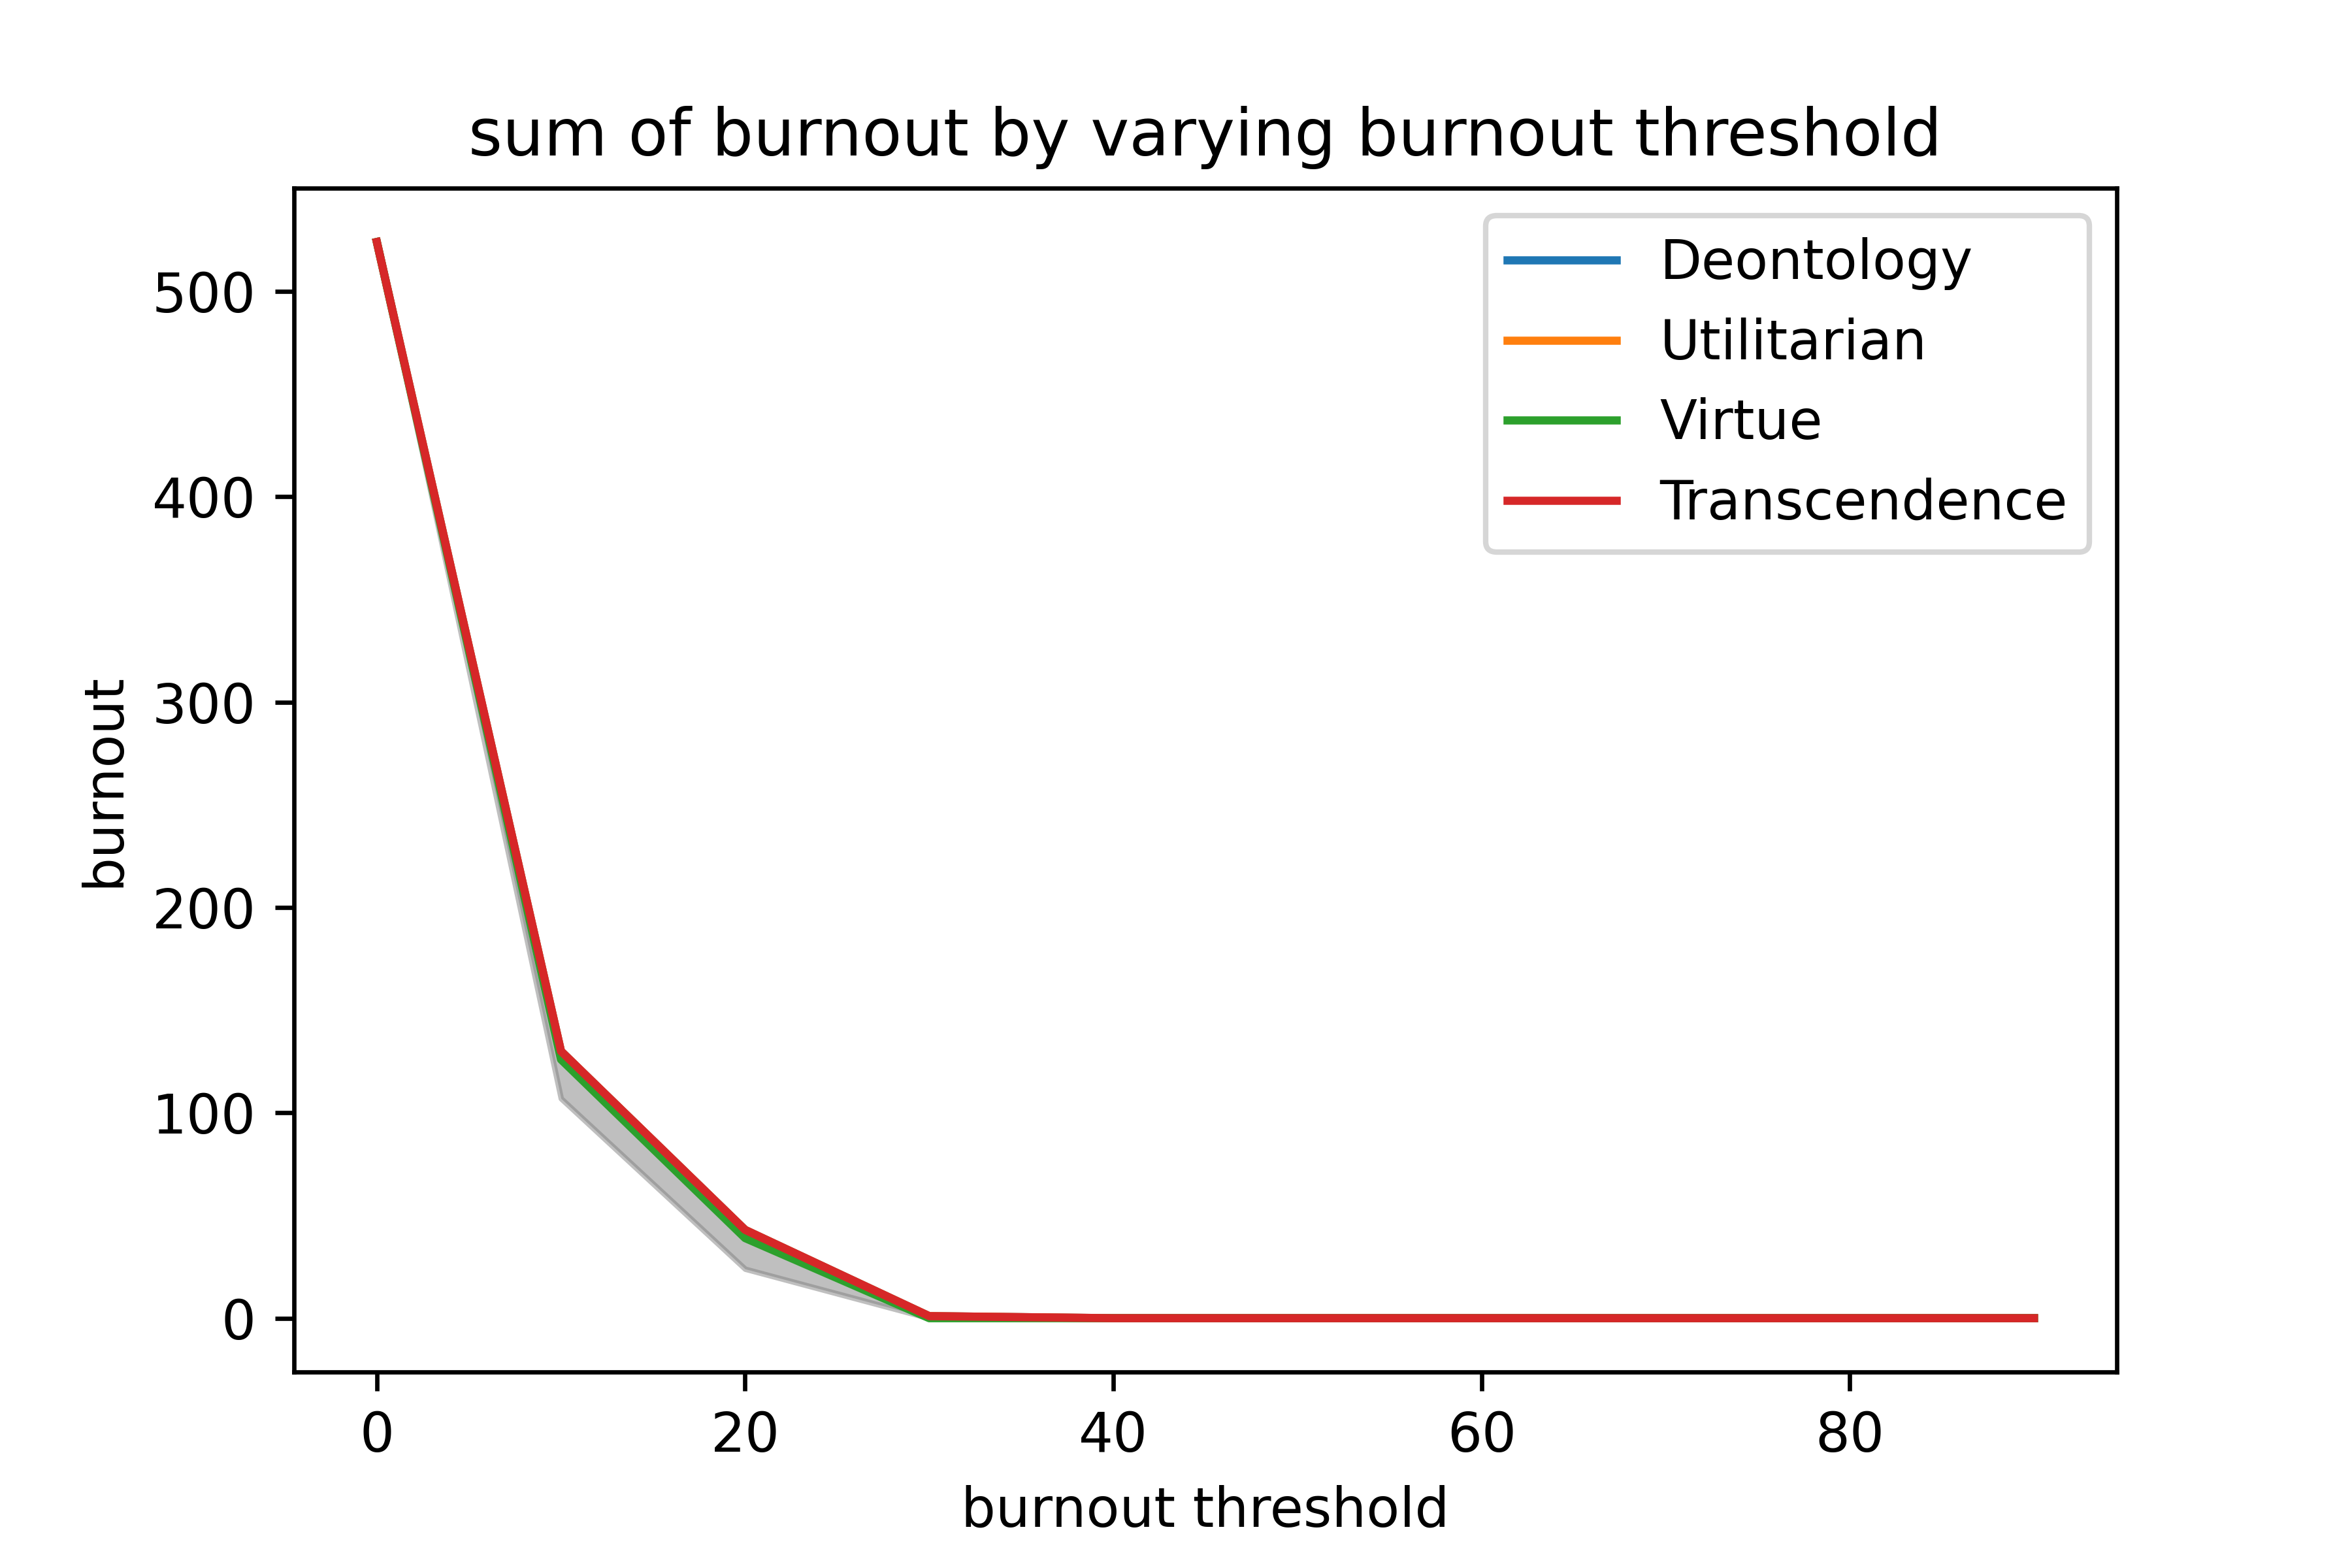 sum of burnout by varying burnout threshold
Deontology
Utilitarian
Virtue
Transcendence
500
400
300
200
100
0
burnout
0 20 40 60 80
burnout threshold